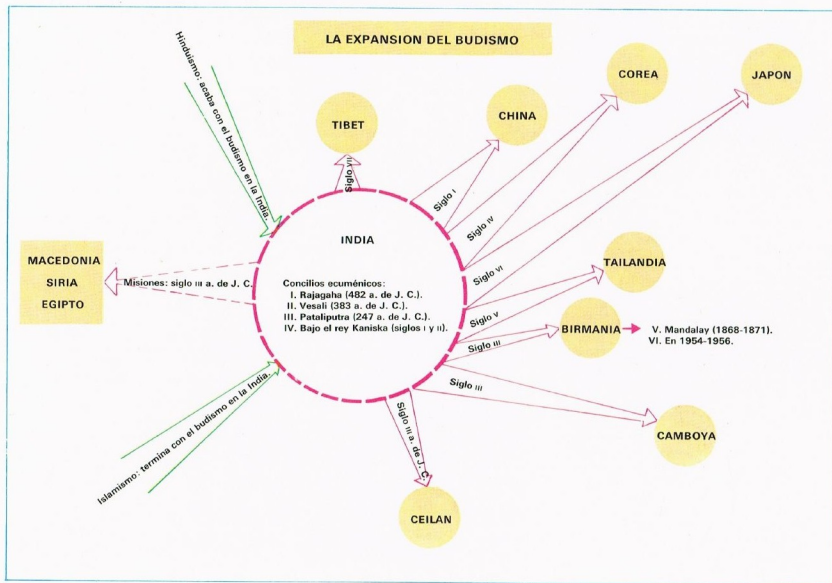 LA EXPANSION DEL BUDISMO
Hinduismo: acaba con el budismo en la India.
TIBET
CHINA
COREA
JAPON
Siglo VII
Siglo I
Siglo IV
Siglo VI
INDIA
Concilios ecuménicos:
I. Rajagaha (482 a. de J. C.).
II. Vesali (383 a. de J. C.).
III. Pataliputra (247 a. de J. C.).
IV. Bajo el rey Kaniska (siglos I y II).
MACEDONIA
SIRIA
EGIPTO
Misiones: siglo III a. de J. C.
TAILANDIA
Siglo V
BIRMANIA
V. Mandalay (1868-1871).
VI. En 1954-1956.
Siglo III
Siglo III
CAMBOYA
Islamismo: termina con el budismo en la India.
Siglo III a. de J. C.
CEILAN